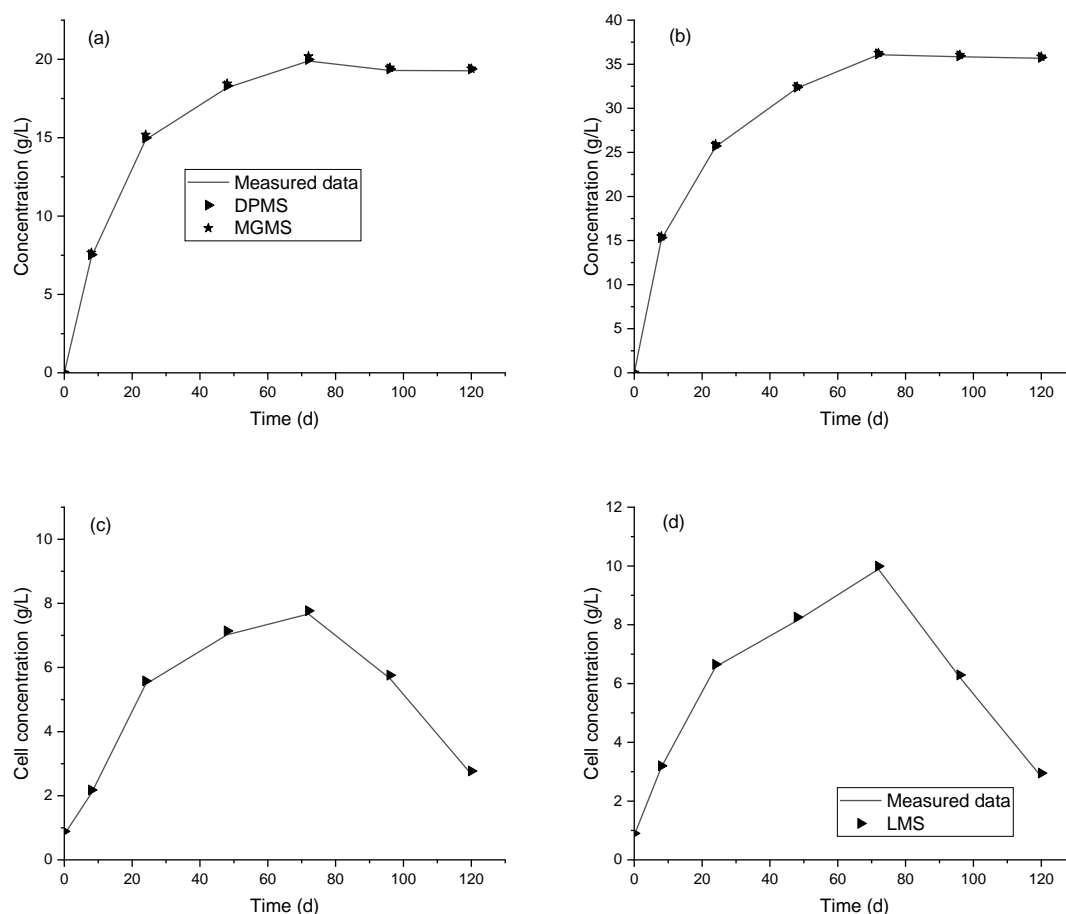 (a)
Concentration (g/L)
20
15
10
5
0
Measured data
DPMS
MGMS
0 20 40 60 80 100 120
Time (d)
(b)
Concentration (g/L)
40
35
30
25
20
15
10
5
0
0 20 40 60 80 100 120
Time (d)
(c)
Cell concentration (g/L)
10
8
6
4
2
0
0 20 40 60 80 100 120
Time (d)
(d)
Cell concentration (g/L)
12
10
8
6
4
2
0
Measured data
LMS
0 20 40 60 80 100 120
Time (d)